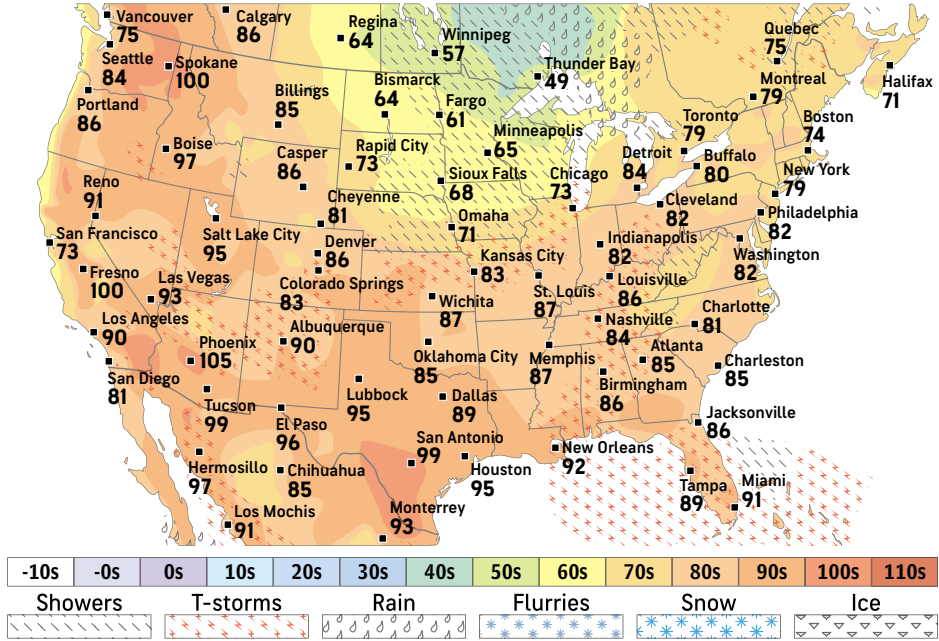 Vancouver
75
Calgary
86
Regina
64
Winnipeg
57
Quebec
75
Seattle
84
Spokane
100
Thunder Bay
49
Halifax
71
Portland
86
Billings
85
Bismarck
64
Fargo
61
Montreal
79
Toronto
79
Boston
74
Minneapolis
65
Boise
97
Casper
86
Rapid City
73
Sioux Falls
68
Chicago
73
Detroit
84
Buffalo
80
New York
79
Reno
91
Cheyenne
81
Omaha
71
Cleveland
82
Philadelphia
82
San Francisco
73
Salt Lake City
95
Denver
86
Kansas City
83
Indianapolis
82
Washington
82
Fresno
100
Las Vegas
93
Colorado Springs
83
Wichita
87
St. Louis
87
Louisville
86
Los Angeles
90
Albuquerque
90
Nashville
84
Charlotte
81
Phoenix
105
Oklahoma City
85
Memphis
87
Atlanta
85
Charleston
85
San Diego
81
Tucson
99
Lubbock
95
Dallas
89
Birmingham
86
El Paso
96
Jacksonville
86
San Antonio
99
Houston
95
New Orleans
92
Hermosillo
97
Chihuahua
85
Tampa
89
Miami
91
Los Mochis
93
Monterrey
93
-10s -0s 0s 10s 20s 30s 40s 50s 60s 70s 80s 90s 100s 110s
Showers T-storms Rain Flurries Snow Ice